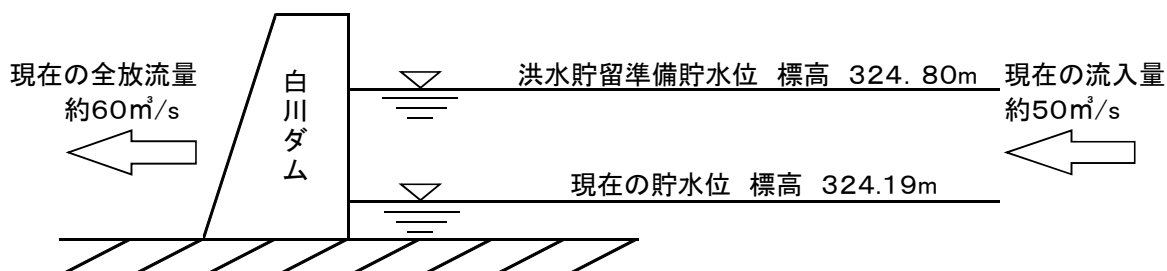 現在の全放流量
約60㎥/s
白川ダム
洪水貯留準備貯水位 標高 324.80m
現在の流入量
約50㎥/s
現在の貯水位 標高 324.19m